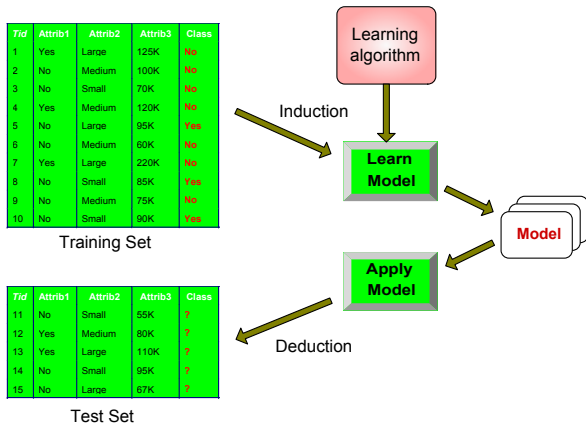 Tid Attrib1 Attrib2 Attrib3 Class
1 Yes Large 125K No
2 No Medium 100K No
3 No Small 70K No
4 Yes Medium 120K No
5 No Large 95K Yes
6 No Medium 60K No
7 Yes Large 220K No
8 No Small 85K Yes
9 No Medium 75K No
10 No Small 90K Yes
Training Set
Learning
algorithm
Induction
Learn
Model
Model
Apply
Model
Deduction
Tid Attrib1 Attrib2 Attrib3 Class
11 No Small 55K ?
12 Yes Medium 80K ?
13 Yes Large 110K ?
14 No Small 95K ?
15 No Large 67K ?
Test Set